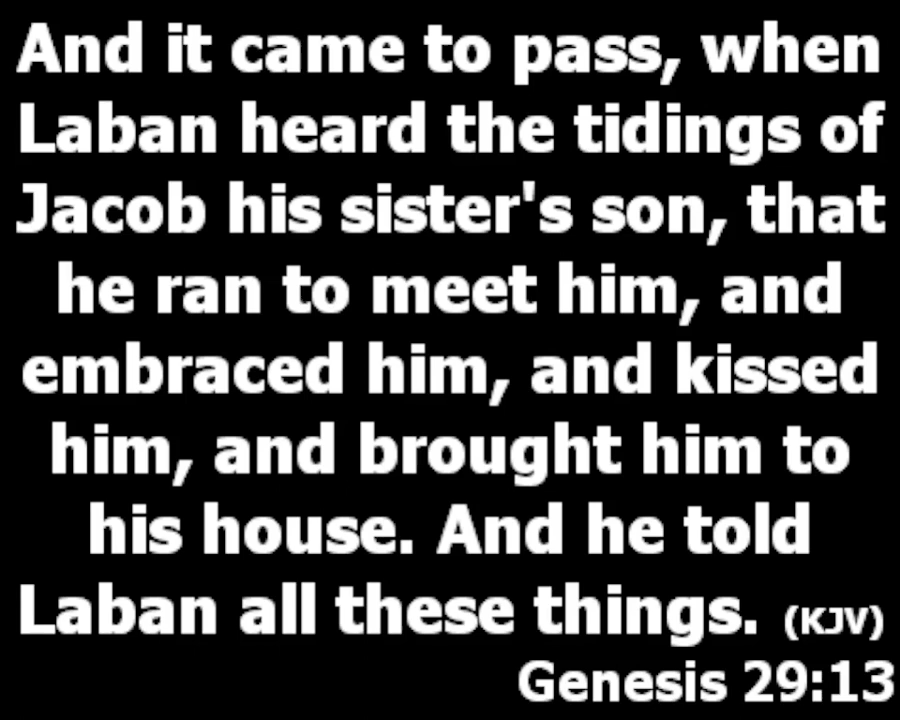 And it came to pass, when
Laban heard the tidings of
Jacob his sister's son, that
he ran to meet him, and
embraced him, and kissed
him, and brought him to
his house. And he told
Laban all these things. (KJV)
Genesis 29:13